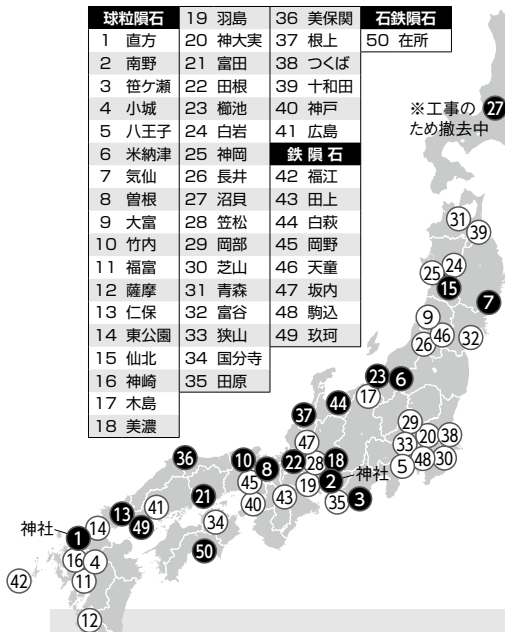 球粒隕石
1 直方
2 南野
3 笹ケ瀬
4 小城
5 八王子
6 米納津
7 気仙
8 曽根
9 大富
10 竹内
11 福富
12 薩摩
13 仁保
14 東公園
15 仙北
16 神崎
17 木島
18 美濃
19 羽島
20 神大実
21 富田
22 田根
23 櫛池
24 白岩
25 神岡
26 長井
27 沼貝
28 笠松
29 岡部
30 芝山
31 青森
32 富谷
33 狭山
34 国分寺
35 田原
36 美保関
37 根上
38 つくば
39 十和田
40 神戸
41 広島
鉄隕石
42 福江
43 田上
44 白萩
45 岡野
46 天童
47 坂内
48 駒込
49 玖珂
石鉄隕石
50 在所
※工事の
ため撤去中
27
31
39
24
25
15
7
9
46
32
26
23
6
17
44
37
29
20
38
33
48
30
5
47
22
28
18
神社
2
19
35
3
36
10
8
45
40
43
21
34
41
13
49
神社
14
1
16
4
11
50
42
12